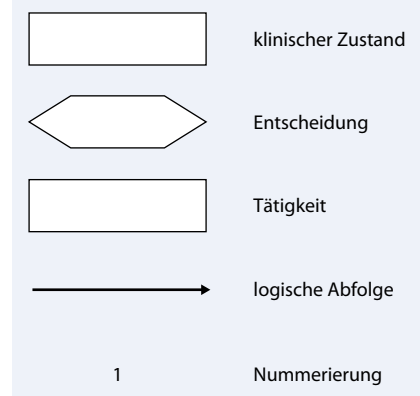 klinischer Zustand
Entscheidung
Tätigkeit
logische Abfolge
1 Nummerierung